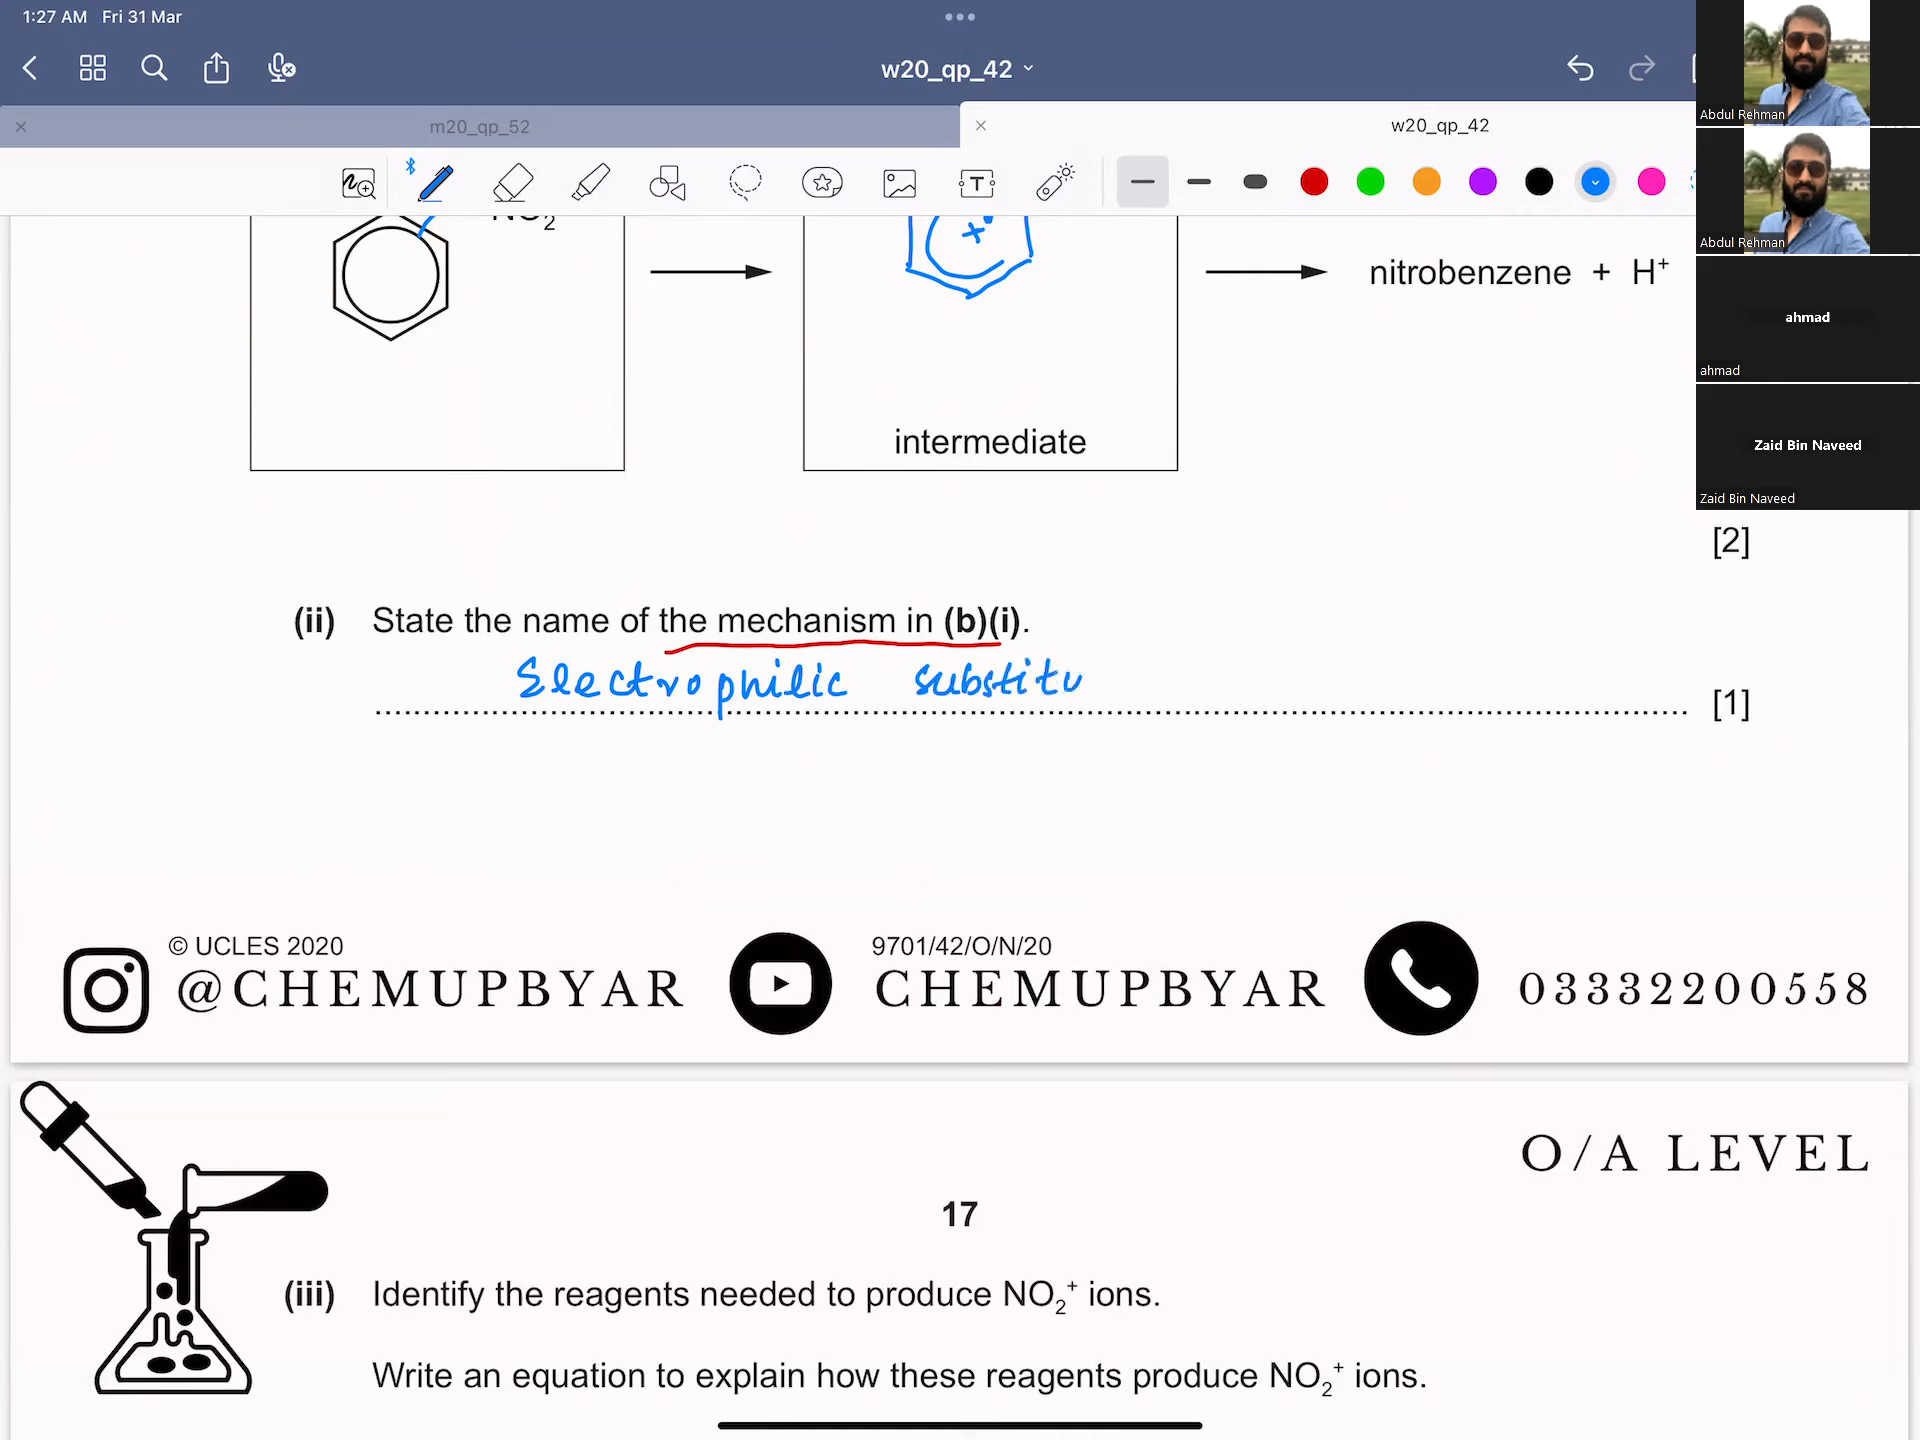 1:27 AM Fri 31 Mar
w20_qp_42
m20_qp_52
w20_qp_42
T
Abdul Rehman
Abdul Rehman
ahmad
ahmad
Zaid Bin Naveed
Zaid Bin Naveed
NO₂
+
nitrobenzene + H⁺
intermediate
[2]
(ii) State the name of the mechanism in (b)(i).
Electrophilic substitu
[1]
© UCLES 2020
9701/42/O/N/20
@CHEMUPBYAR
CHEMUPBYAR
03332200558
O/A LEVEL
17
(iii) Identify the reagents needed to produce NO₂⁺ ions.
Write an equation to explain how these reagents produce NO₂⁺ ions.